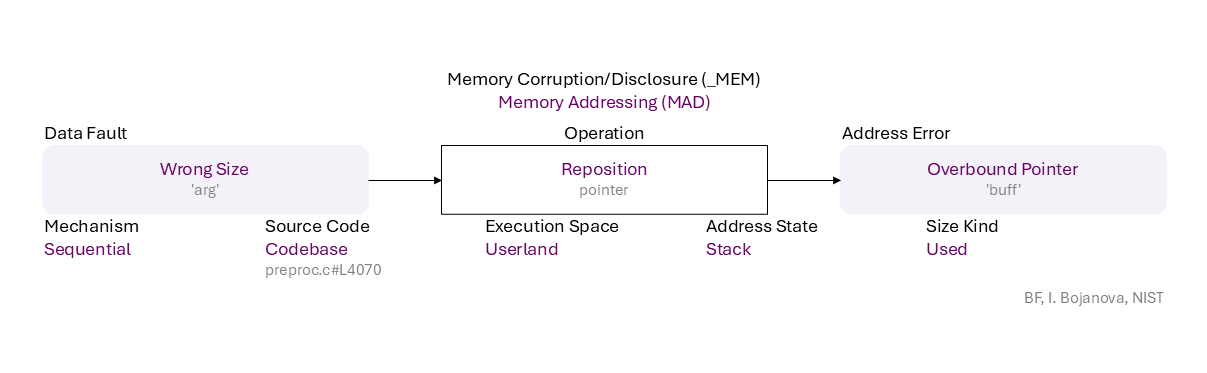 Memory Corruption/Disclosure (_MEM)
Memory Addressing (MAD)
Data Fault
Operation
Address Error
Wrong Size
'arg'
Reposition
pointer
Overbound Pointer
'buff'
Mechanism
Sequential
Source Code
Codebase
preproc.c#L4070
Execution Space
Userland
Address State
Stack
Size Kind
Used
BF, I. Bojanova, NIST